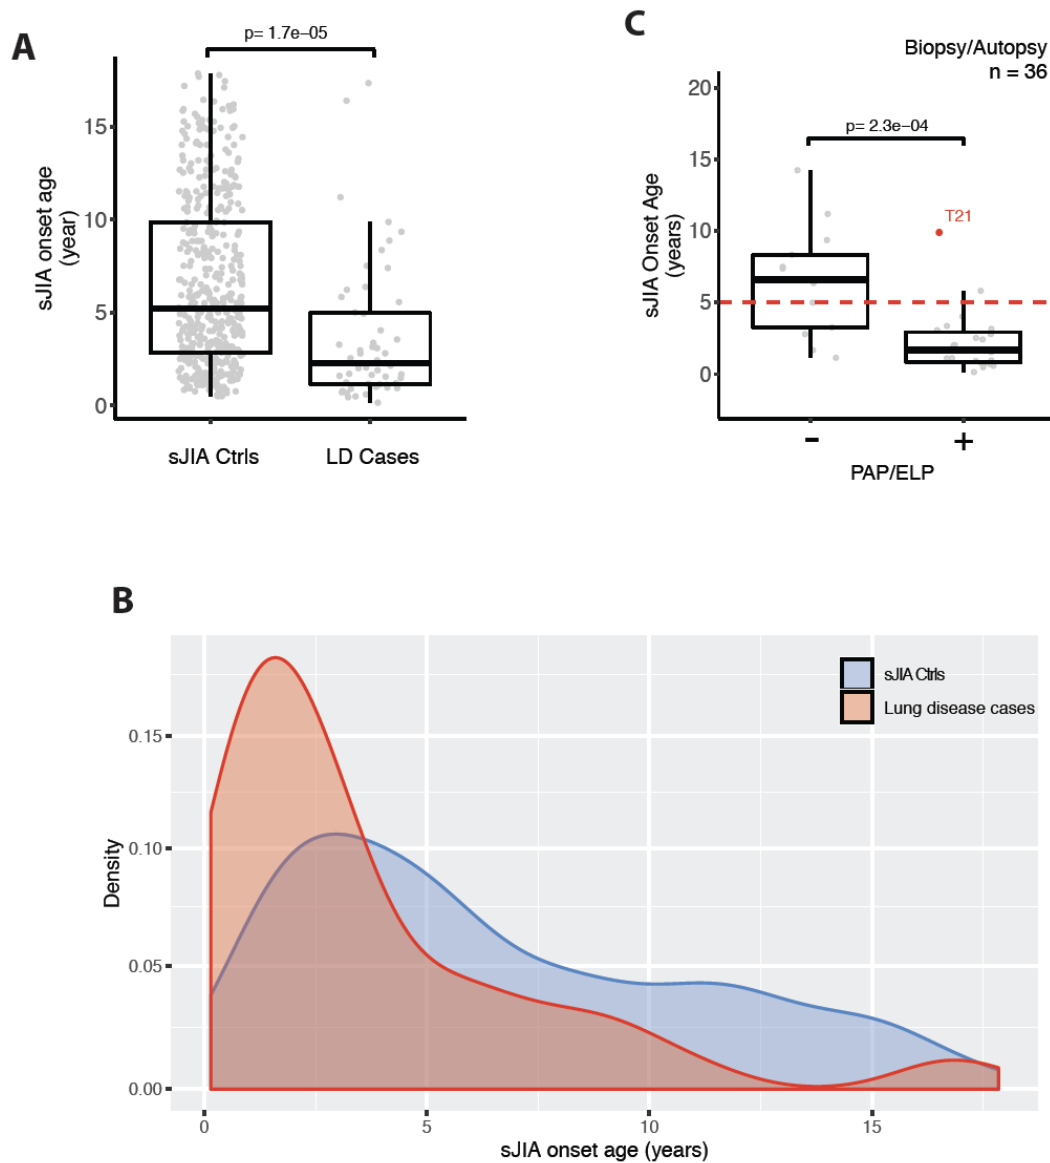 A
p= 1.7e−05
sJIA onset age
(year)
15
10
5
0
sJIA Ctrls
LD Cases
C
Biopsy/Autopsy
n = 36
p= 2.3e−04
sJIA Onset Age
(years)
20
15
10
5
0
T21
−
+
PAP/ELP
B
sJIA Ctrls
Lung disease cases
Density
0.15
0.10
0.05
0.00
0
5
10
15
sJIA onset age (years)